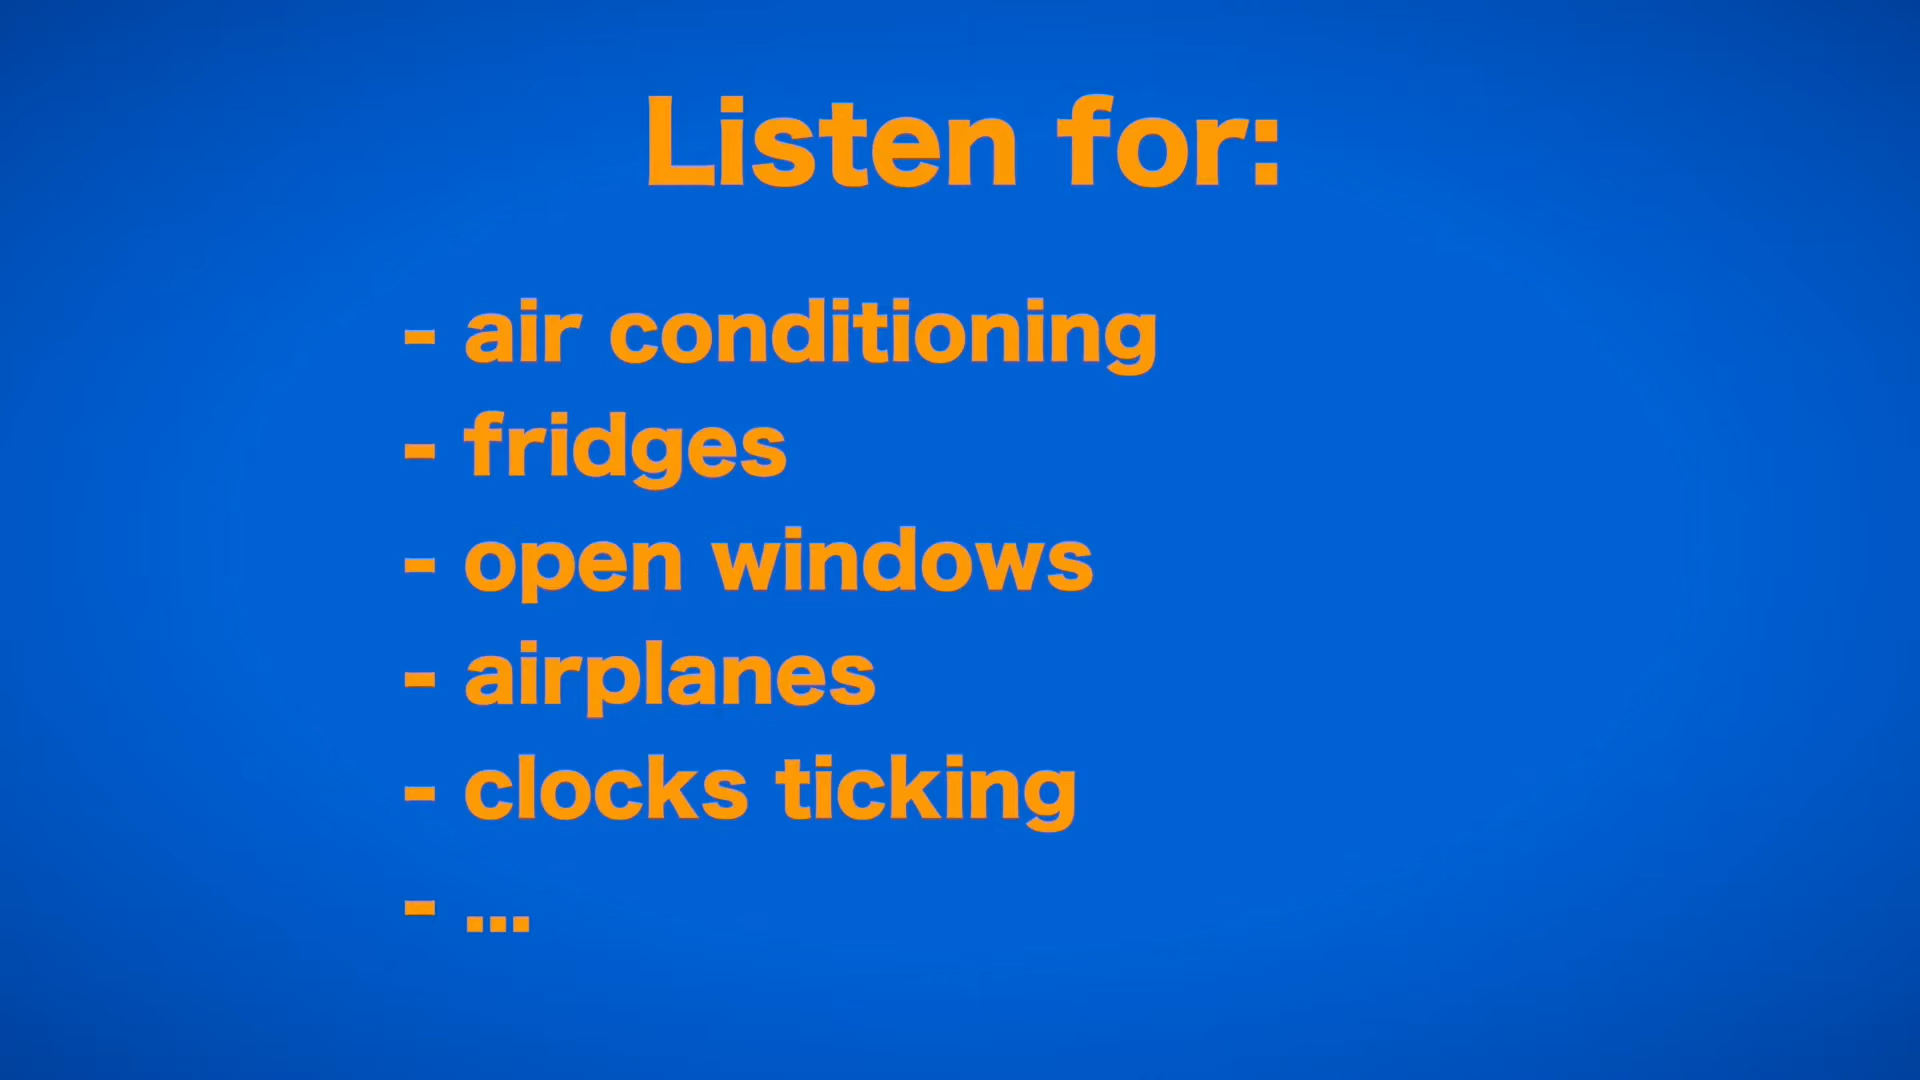 Listen for:
- air conditioning
- fridges
- open windows
- airplanes
- clocks ticking
- ...